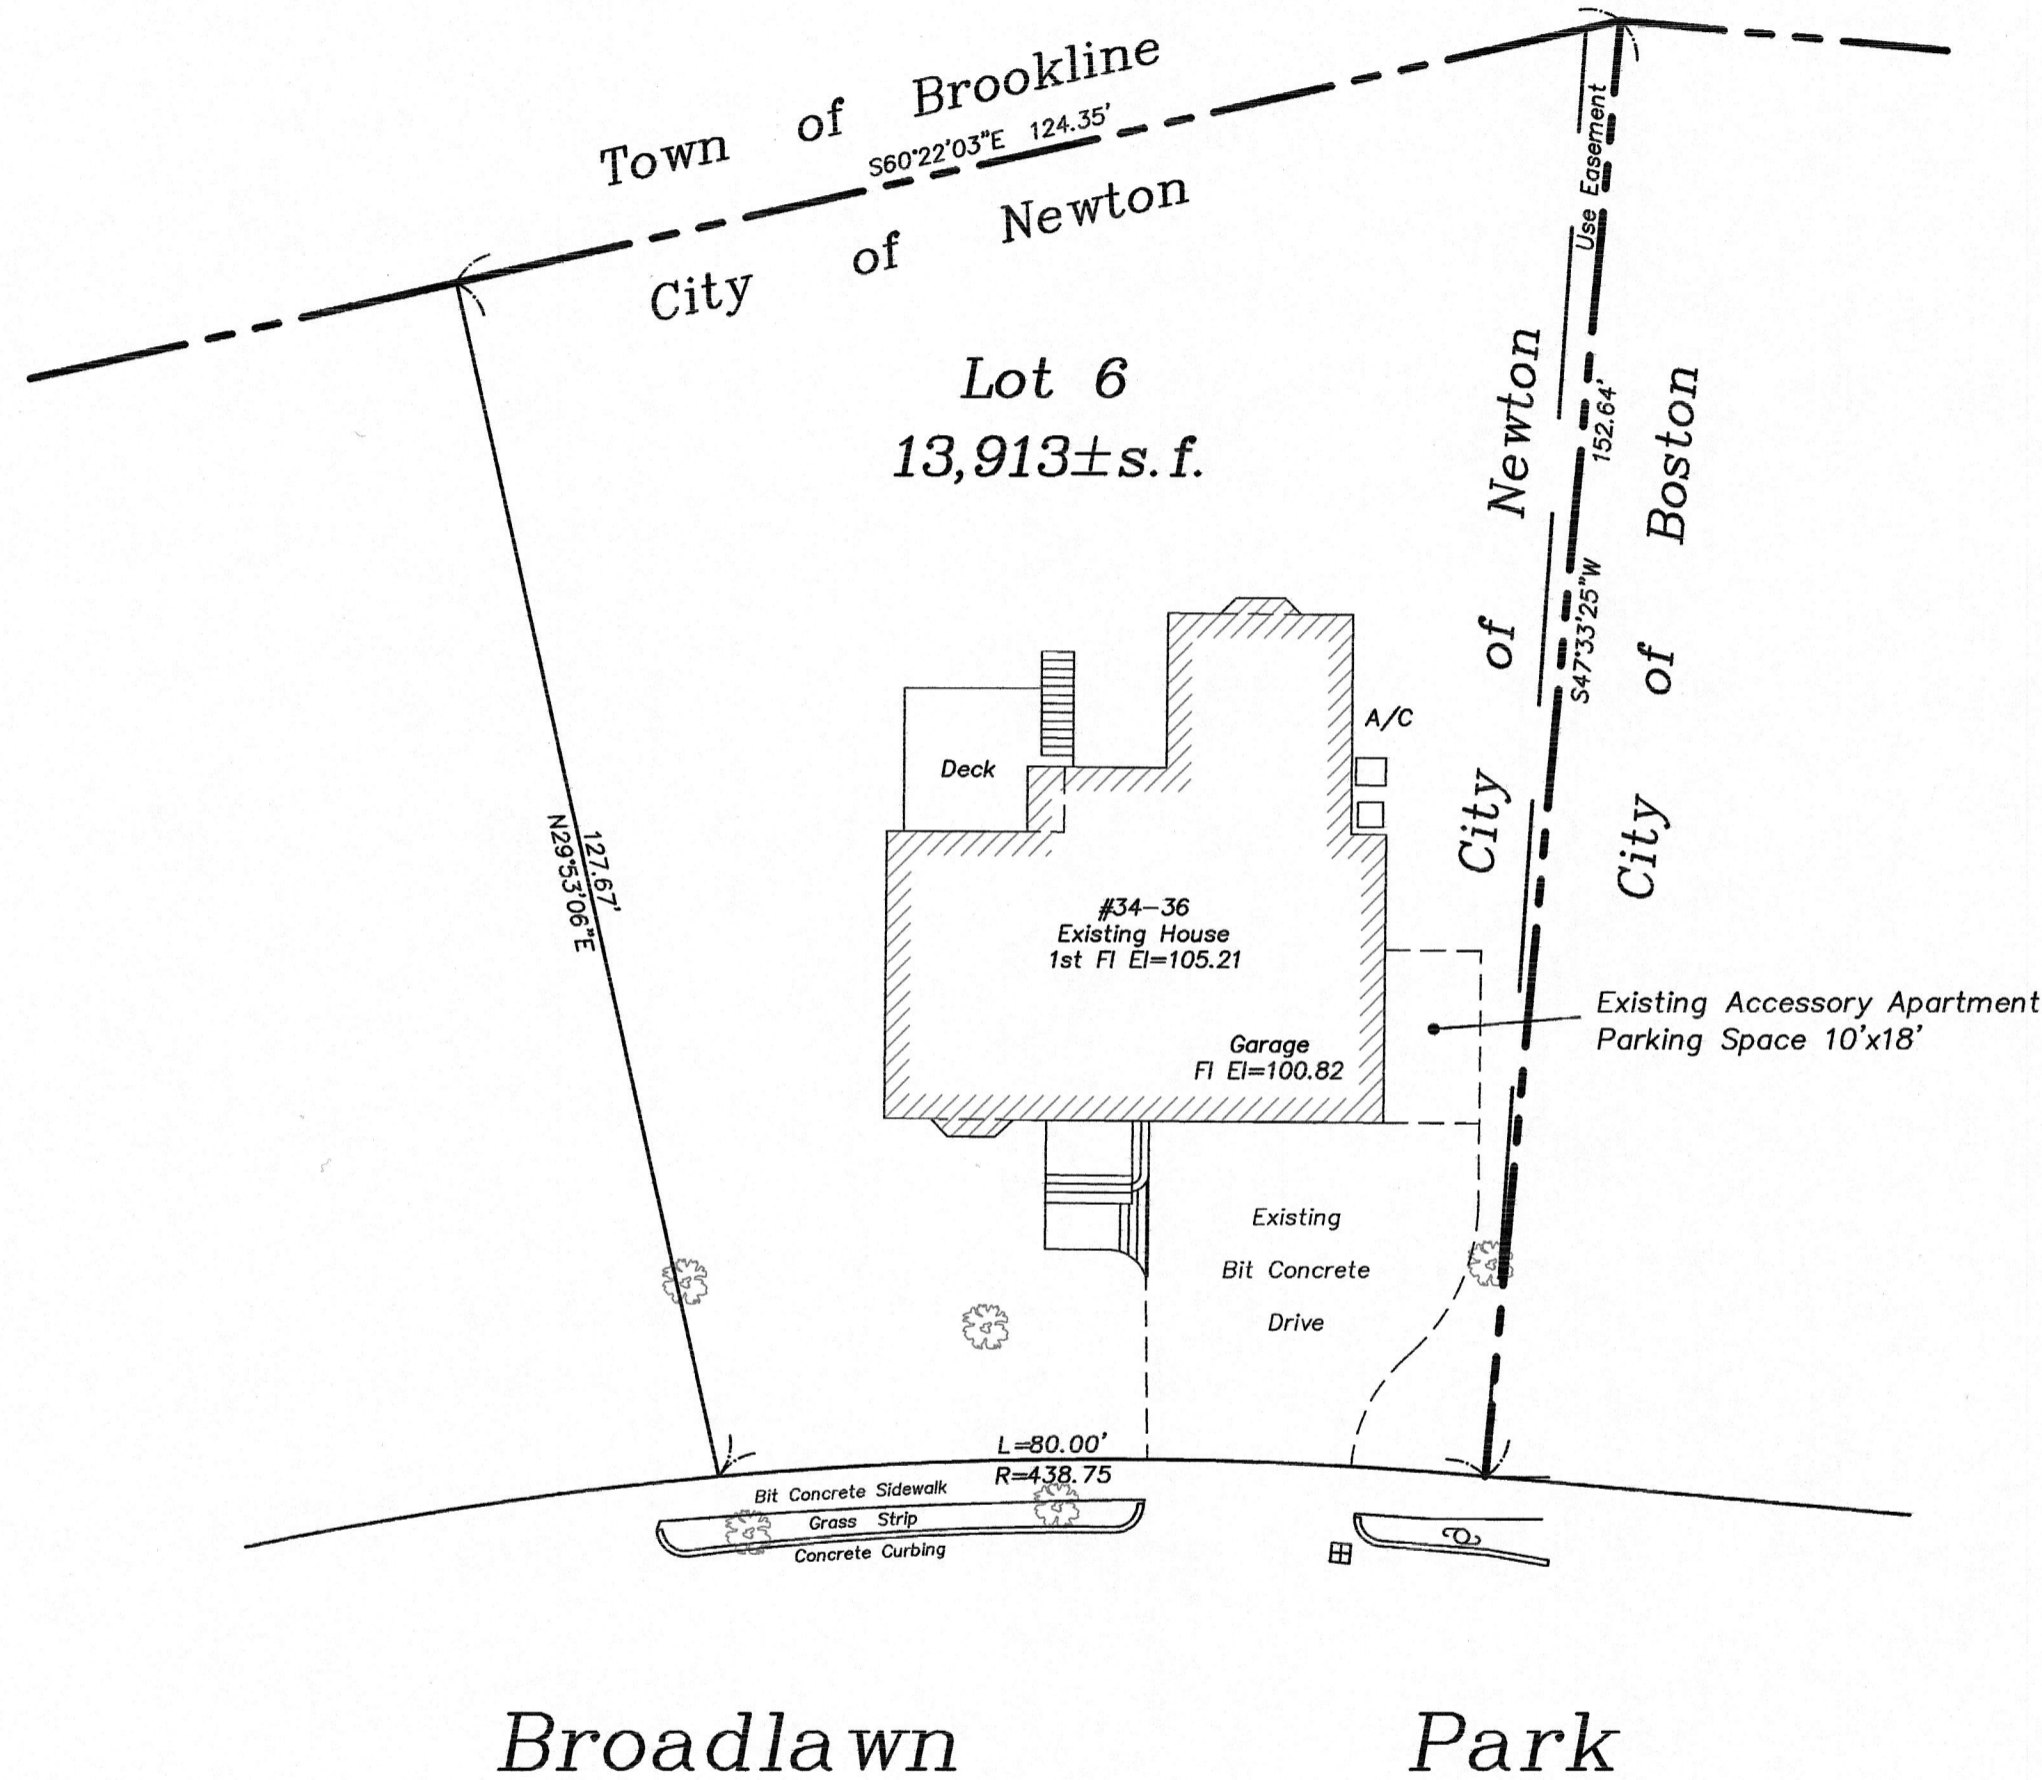 Town of Brookline
S60°22'03"E 124.35'
City of Newton
Use Easement
Lot 6
13,913±s.f.
City of Newton
S47°33'25"W 152.64'
City of Boston
A/C
Deck
127.67'
N29°53'06"E
#34-36
Existing House
1st Fl El=105.21
Garage
Fl El=100.82
Existing Accessory Apartment
Parking Space 10'x18'
Existing
Bit Concrete
Drive
L=80.00'
R=438.75
Bit Concrete Sidewalk
Grass Strip
Concrete Curbing
Broadlawn Park